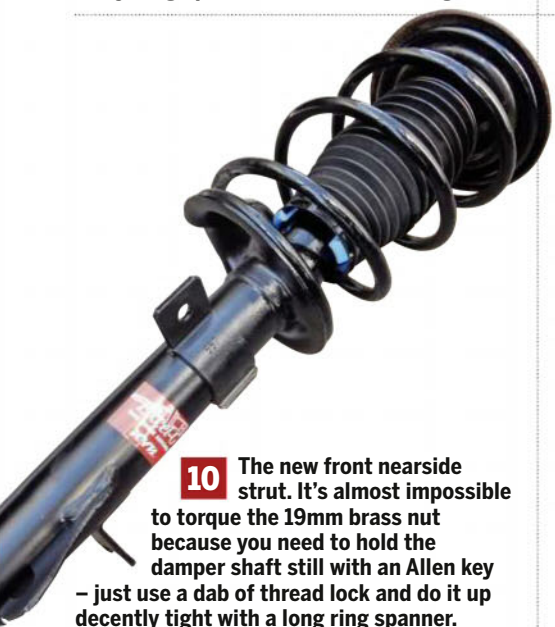 10 The new front nearside
strut. It's almost impossible
to torque the 19mm brass nut
because you need to hold the
damper shaft still with an Allen key
– just use a dab of thread lock and do it up
decently tight with a long ring spanner.